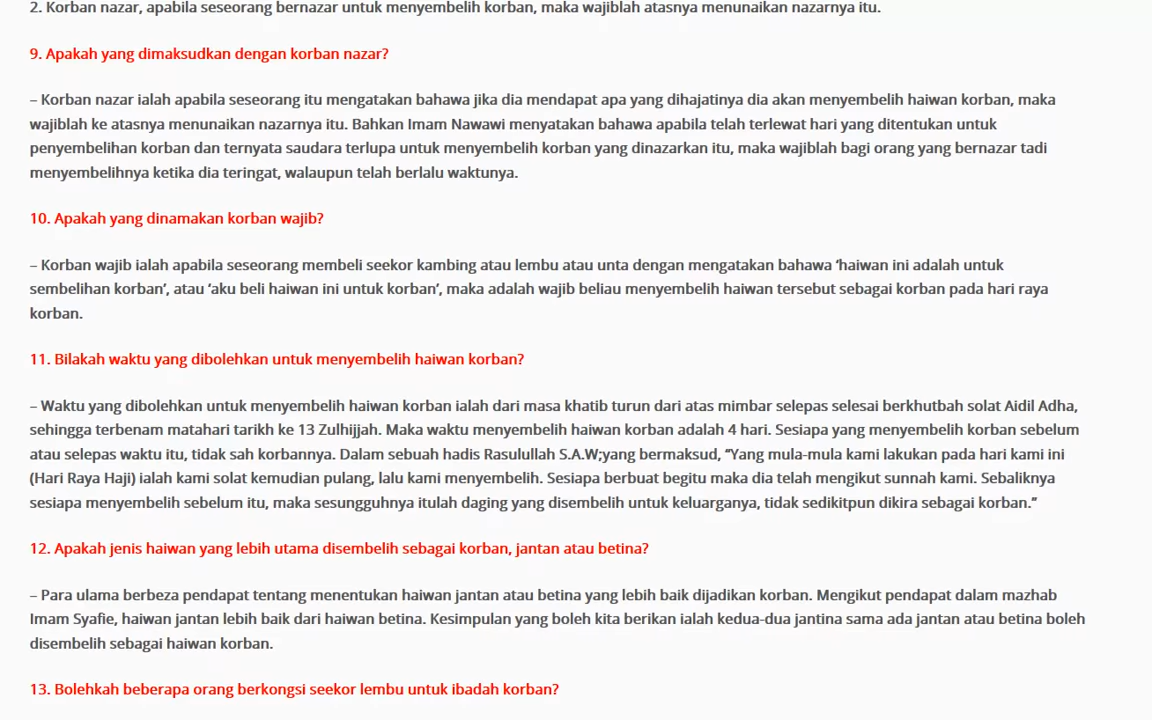 2. Korban nazar, apabila seseorang bernazar untuk menyembelih korban, maka wajiblah atasnya menunaikan nazarnya itu.
9. Apakah yang dimaksudkan dengan korban nazar?
– Korban nazar ialah apabila seseorang itu mengatakan bahawa jika dia mendapat apa yang dihajatinya dia akan menyembelih haiwan korban, maka
wajiblah ke atasnya menunaikan nazarnya itu. Bahkan Imam Nawawi menyatakan bahawa apabila telah terlewat hari yang ditentukan untuk
penyembelihan korban dan ternyata saudara terlupa untuk menyembelih korban yang dinazarkan itu, maka wajiblah bagi orang yang bernazar tadi
menyembelihnya ketika dia teringat, walaupun telah berlalu waktunya.
10. Apakah yang dinamakan korban wajib?
– Korban wajib ialah apabila seseorang membeli seekor kambing atau lembu atau unta dengan mengatakan bahawa ‘haiwan ini adalah untuk
sembelihan korban’, atau ‘aku beli haiwan ini untuk korban’, maka adalah wajib beliau menyembelih haiwan tersebut sebagai korban pada hari raya
korban.
11. Bilakah waktu yang dibolehkan untuk menyembelih haiwan korban?
– Waktu yang dibolehkan untuk menyembelih haiwan korban ialah dari masa khatib turun dari atas mimbar selepas selesai berkhutbah solat Aidil Adha,
sehingga terbenam matahari tarikh ke 13 Zulhijjah. Maka waktu menyembelih haiwan korban adalah 4 hari. Sesiapa yang menyembelih korban sebelum
atau selepas waktu itu, tidak sah korbannya. Dalam sebuah hadis Rasulullah S.A.W;yang bermaksud, “Yang mula-mula kami lakukan pada hari kami ini
(Hari Raya Haji) ialah kami solat kemudian pulang, lalu kami menyembelih. Sesiapa berbuat begitu maka dia telah mengikut sunnah kami. Sebaliknya
sesiapa menyembelih sebelum itu, maka sesungguhnya itulah daging yang disembelih untuk keluarganya, tidak sedikitpun dikira sebagai korban.”
12. Apakah jenis haiwan yang lebih utama disembelih sebagai korban, jantan atau betina?
– Para ulama berbeza pendapat tentang menentukan haiwan jantan atau betina yang lebih baik dijadikan korban. Mengikut pendapat dalam mazhab
Imam Syafie, haiwan jantan lebih baik dari haiwan betina. Kesimpulan yang boleh kita berikan ialah kedua-dua jantina sama ada jantan atau betina boleh
disembelih sebagai haiwan korban.
13. Bolehkah beberapa orang berkongsi seekor lembu untuk ibadah korban?